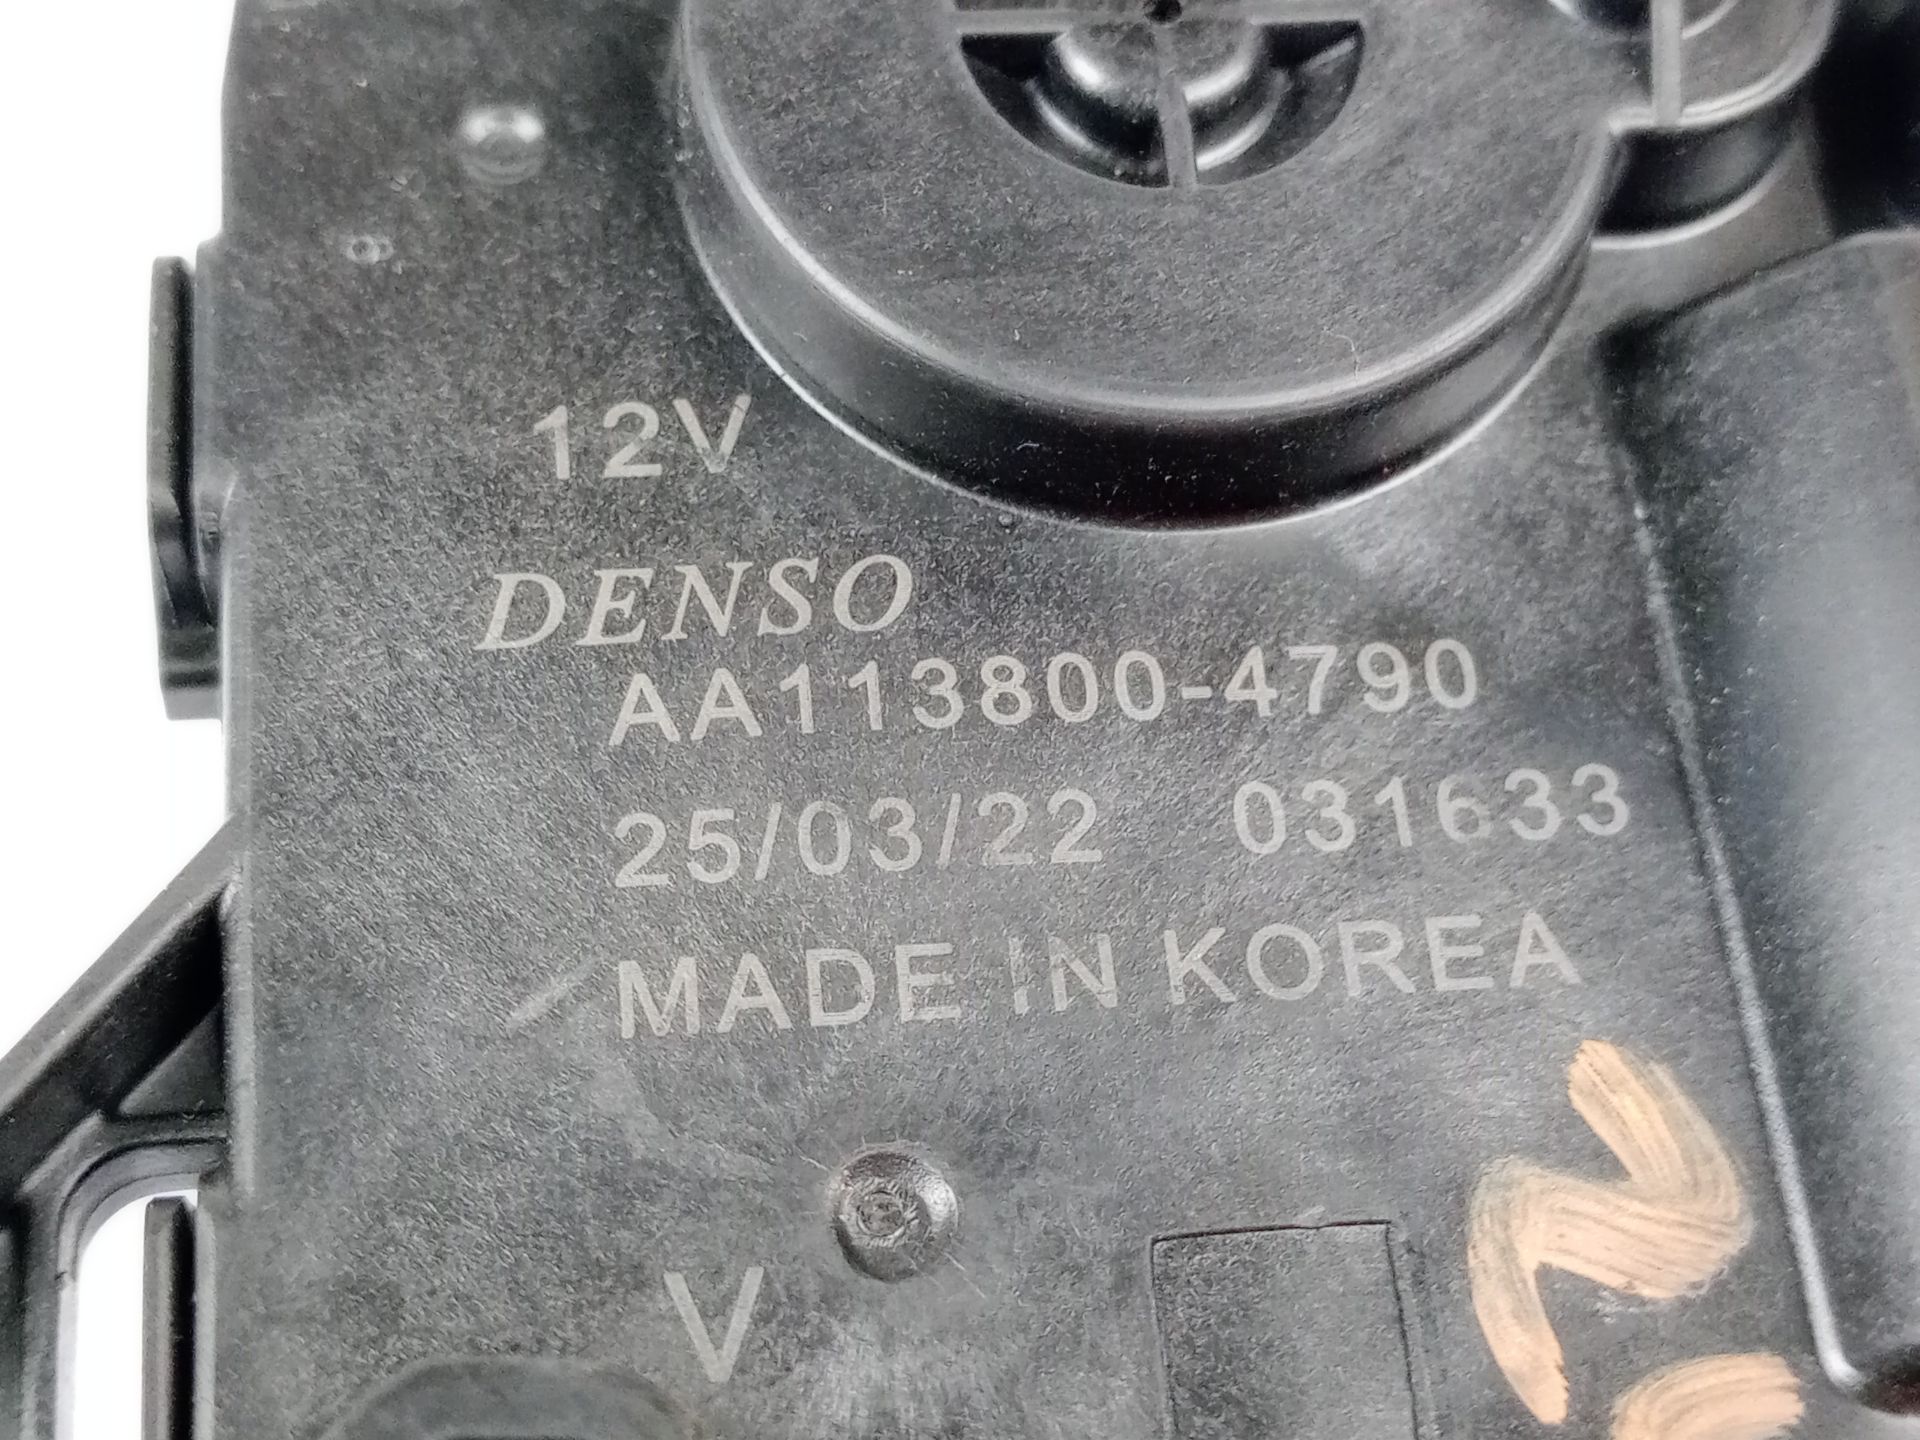 12V
DENSO
AA113800-4790
25/03/22 031633
MADE IN KOREA
V